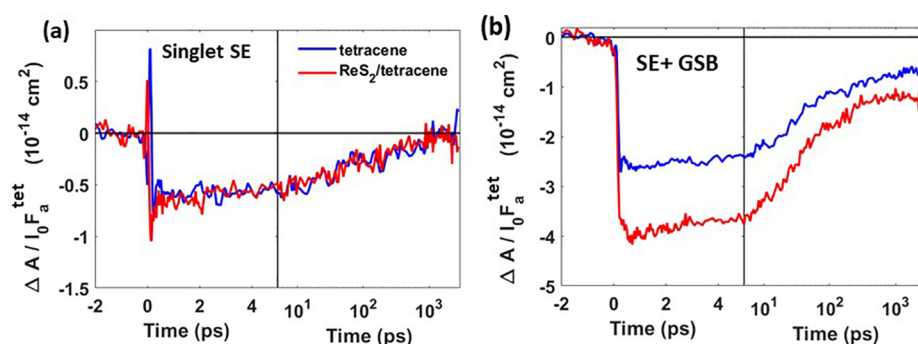 (a)
Singlet SE
tetracene
ReS₂/tetracene
Δ A / I₀Fₐᵗᵉᵗ (10⁻¹⁴ cm²)
0.5
0
-0.5
-1
-1.5
-2 0 2 4 10¹ 10² 10³
Time (ps) Time (ps)
(b)
SE+ GSB
Δ A / I₀Fₐᵗᵉᵗ (10⁻¹⁴ cm²)
0
-1
-2
-3
-4
-5
-2 0 2 4 10¹ 10² 10³
Time (ps) Time (ps)